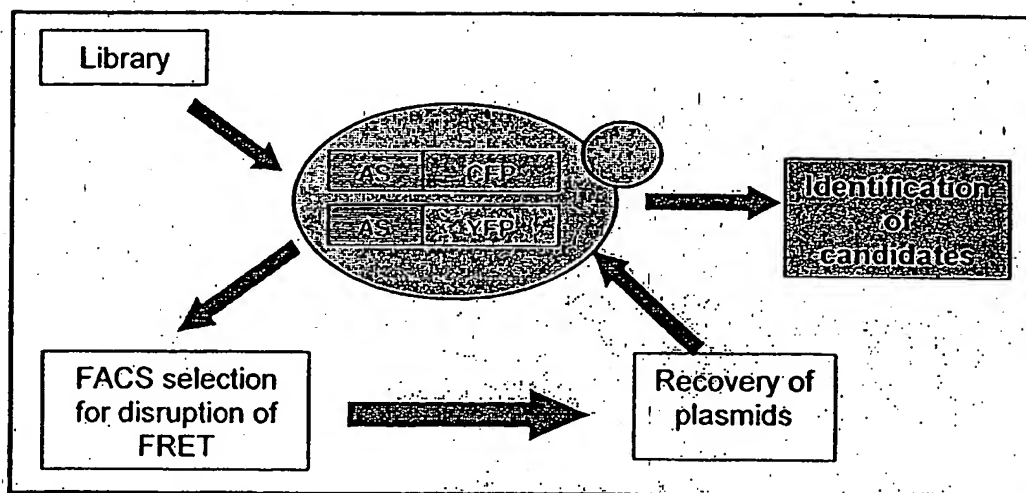 Library
AS CFP
AS YFP
Identification
of
candidates
FACS selection
for disruption of
FRET
Recovery of
plasmids